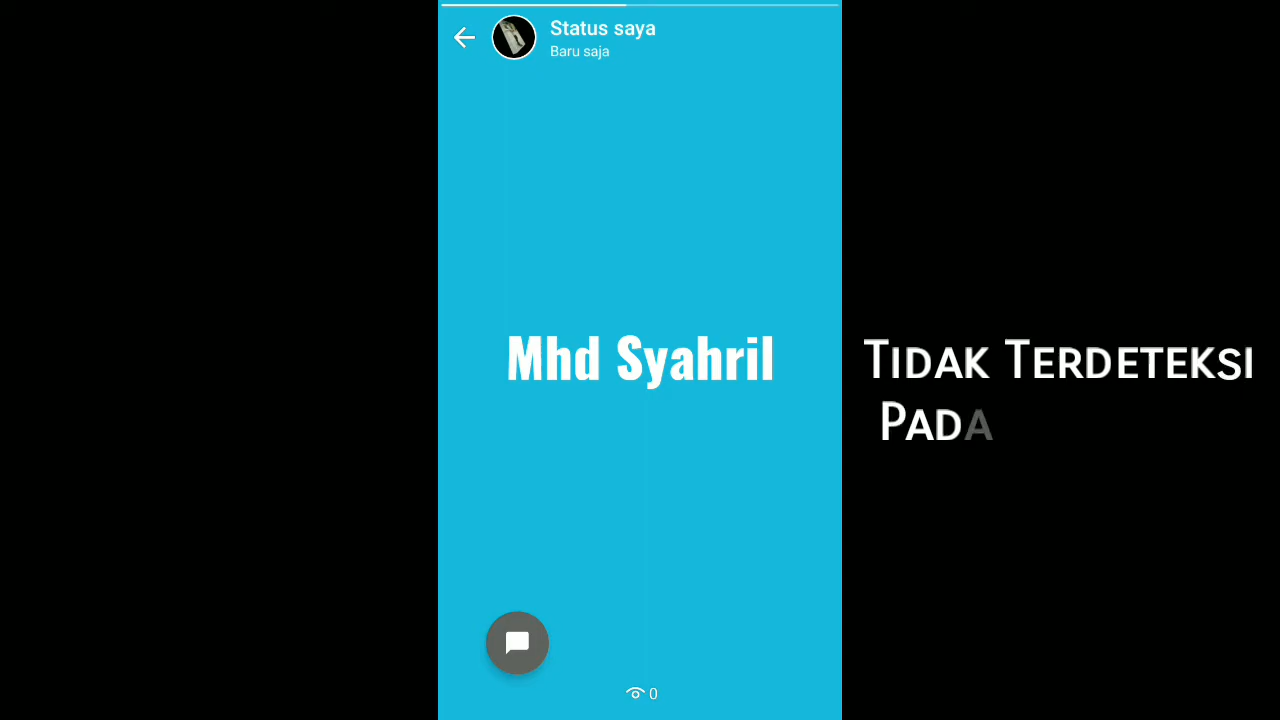 Status saya
Baru saja
Mhd Syahril
Tidak Terdeteksi
Pada
0